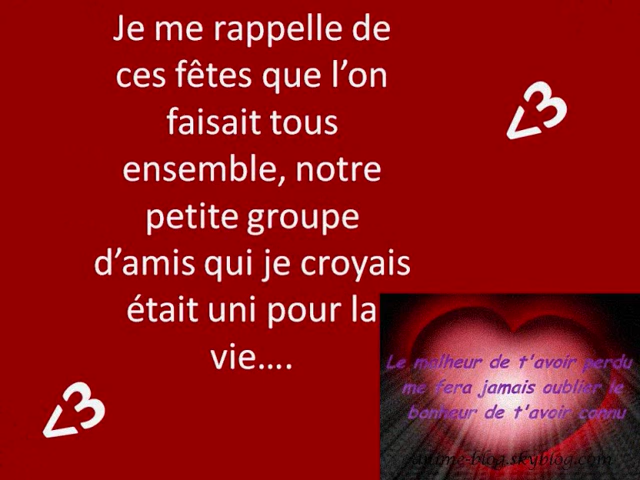 Je me rappelle de
ces fêtes que l’on
faisait tous
ensemble, notre
petite groupe
d’amis qui je croyais
était uni pour la
vie….
<3
<3
Le malheur de t'avoir perdu
me fera jamais oublier le
bonheur de t'avoir connu